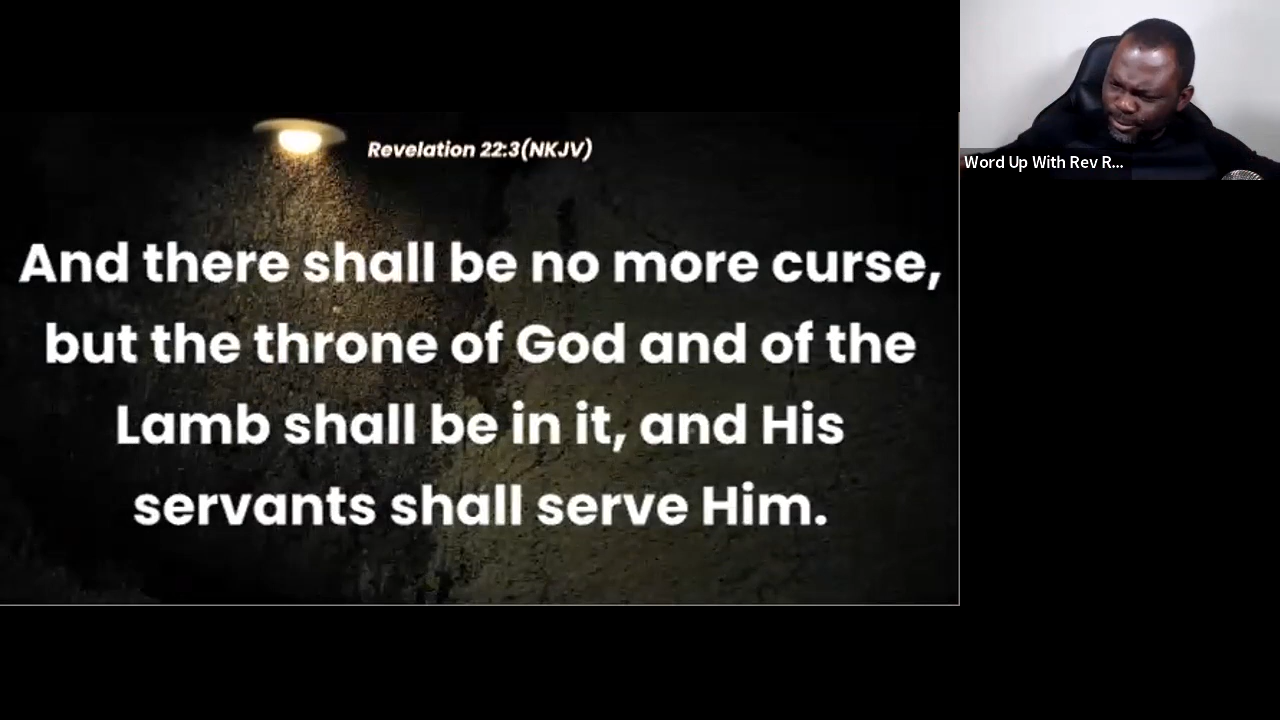 Revelation 22:3(NKJV)
And there shall be no more curse,
but the throne of God and of the
Lamb shall be in it, and His
servants shall serve Him.
Word Up With Rev R...